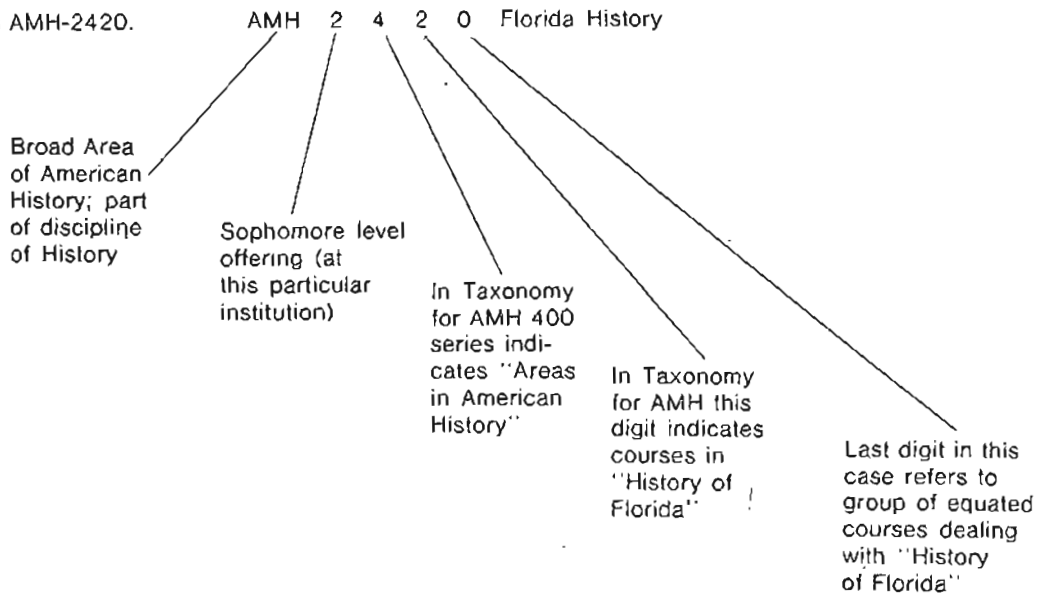 AMH-2420. AMH 2 4 2 0 Florida History
Broad Area
of American
History; part
of discipline
of History
Sophomore level
offering (at
this particular
institution)
In Taxonomy
for AMH 400
series indi-
cates "Areas
in American
History"
In Taxonomy
for AMH this
digit indicates
courses in
"History of
Florida"
Last digit in this
case refers to
group of equated
courses dealing
with "History
of Florida"